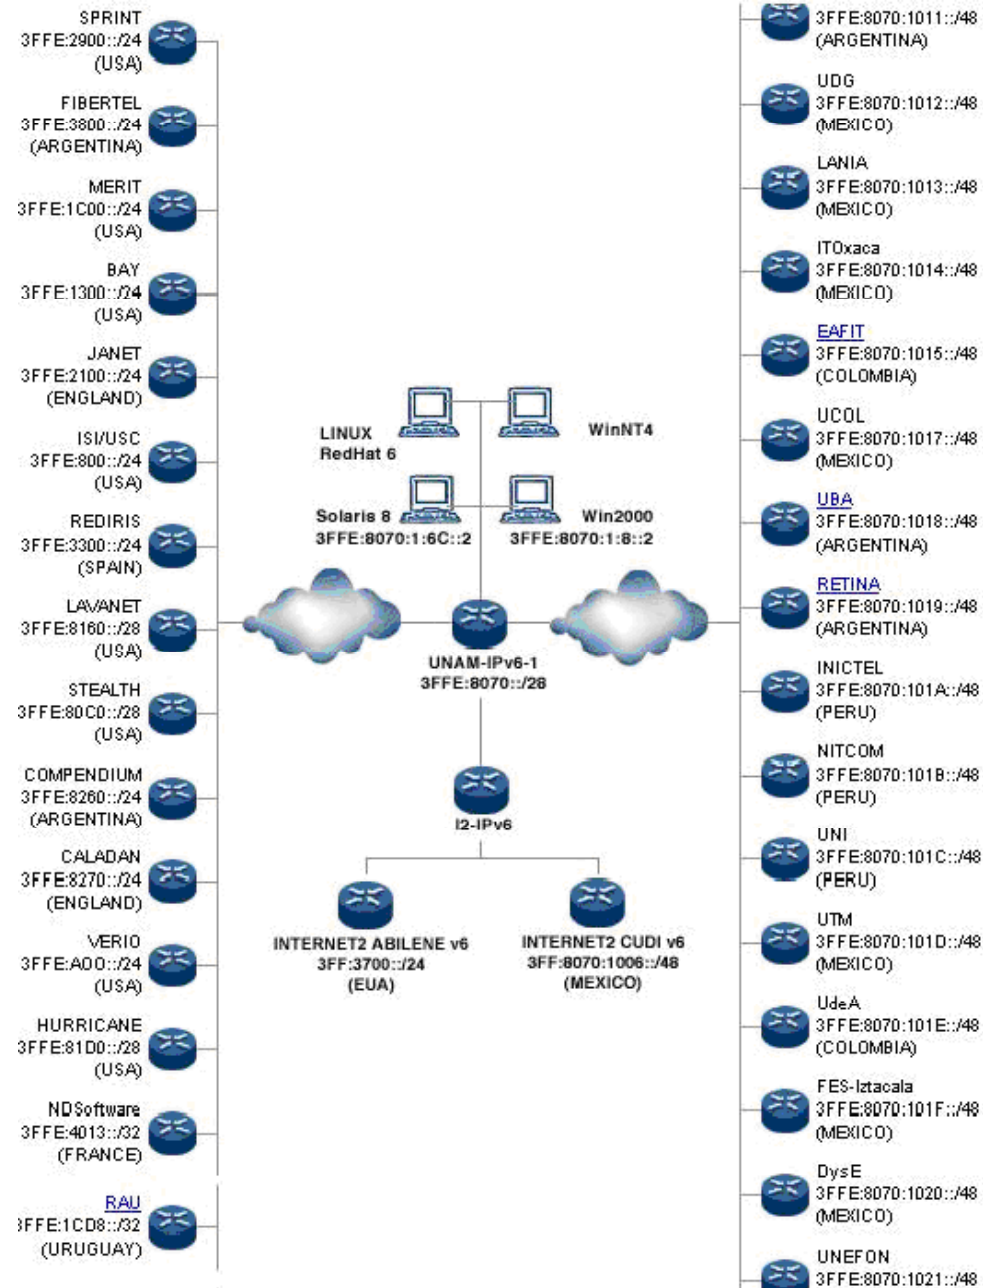 SPRINT
3FFE:2900::/24
(USA)
FIBERTEL
3FFE:3800::/24
(ARGENTINA)
MERIT
3FFE:1C00::/24
(USA)
BAY
3FFE:1300::/24
(USA)
JANET
3FFE:2100::/24
(ENGLAND)
ISI/USC
3FFE:800::/24
(USA)
REDIRIS
3FFE:3300::/24
(SPAIN)
LAVANET
3FFE:8160::/28
(USA)
STEALTH
3FFE:80C0::/28
(USA)
COMPENDIUM
3FFE:8260::/24
(ARGENTINA)
CALADAN
3FFE:8270::/24
(ENGLAND)
VERIO
3FFE:A00::/24
(USA)
HURRICANE
3FFE:81D0::/28
(USA)
NDSoftware
3FFE:4013::/32
(FRANCE)
RAU
3FFE:1CD8::/32
(URUGUAY)
LINUX
RedHat 6
WinNT4
Solaris 8
3FFE:8070:1:6C::2
Win2000
3FFE:8070:1:8::2
UNAM-IPv6-1
3FFE:8070::/28
I2-IPv6
INTERNET2 ABILENE v6
3FF:3700::/24
(EUA)
INTERNET2 CUDI v6
3FF:8070:1006::/48
(MEXICO)
3FFE:8070:1011::/48
(ARGENTINA)
UDG
3FFE:8070:1012::/48
(MEXICO)
LANIA
3FFE:8070:1013::/48
(MEXICO)
ITOxaca
3FFE:8070:1014::/48
(MEXICO)
EAFIT
3FFE:8070:1015::/48
(COLOMBIA)
UCOL
3FFE:8070:1017::/48
(MEXICO)
UBA
3FFE:8070:1018::/48
(ARGENTINA)
RETINA
3FFE:8070:1019::/48
(ARGENTINA)
INICTEL
3FFE:8070:101A::/48
(PERU)
NITCOM
3FFE:8070:101B::/48
(PERU)
UNI
3FFE:8070:101C::/48
(PERU)
UTM
3FFE:8070:101D::/48
(MEXICO)
UdeA
3FFE:8070:101E::/48
(COLOMBIA)
FES-Iztacala
3FFE:8070:101F::/48
(MEXICO)
DysE
3FFE:8070:1020::/48
(MEXICO)
UNEFON
3FFE:8070:1021::/48